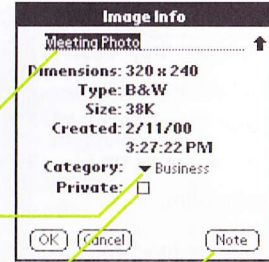 Image Info
Meeting Photo
Dimensions: 320 x 240
Type: B&W
Size: 38K
Created: 2/11/00
3:27:22 PM
Category: Business
Private:
OK Cancel Note